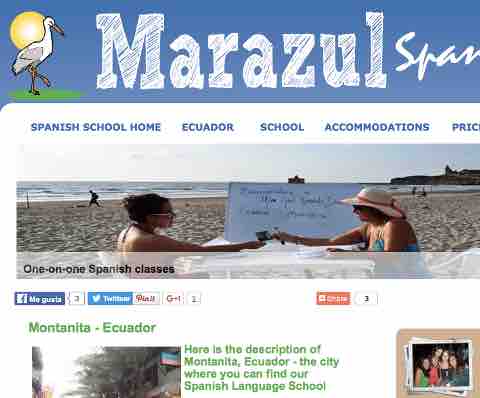 Marazul Span
SPANISH SCHOOL HOME ECUADOR SCHOOL ACCOMMODATIONS PRIC
One-on-one Spanish classes
Me gusta 3 Twittear Pin it G+1 1 Share 3
Montanita - Ecuador
Here is the description of
Montanita, Ecuador - the city
where you can find our
Spanish Language School